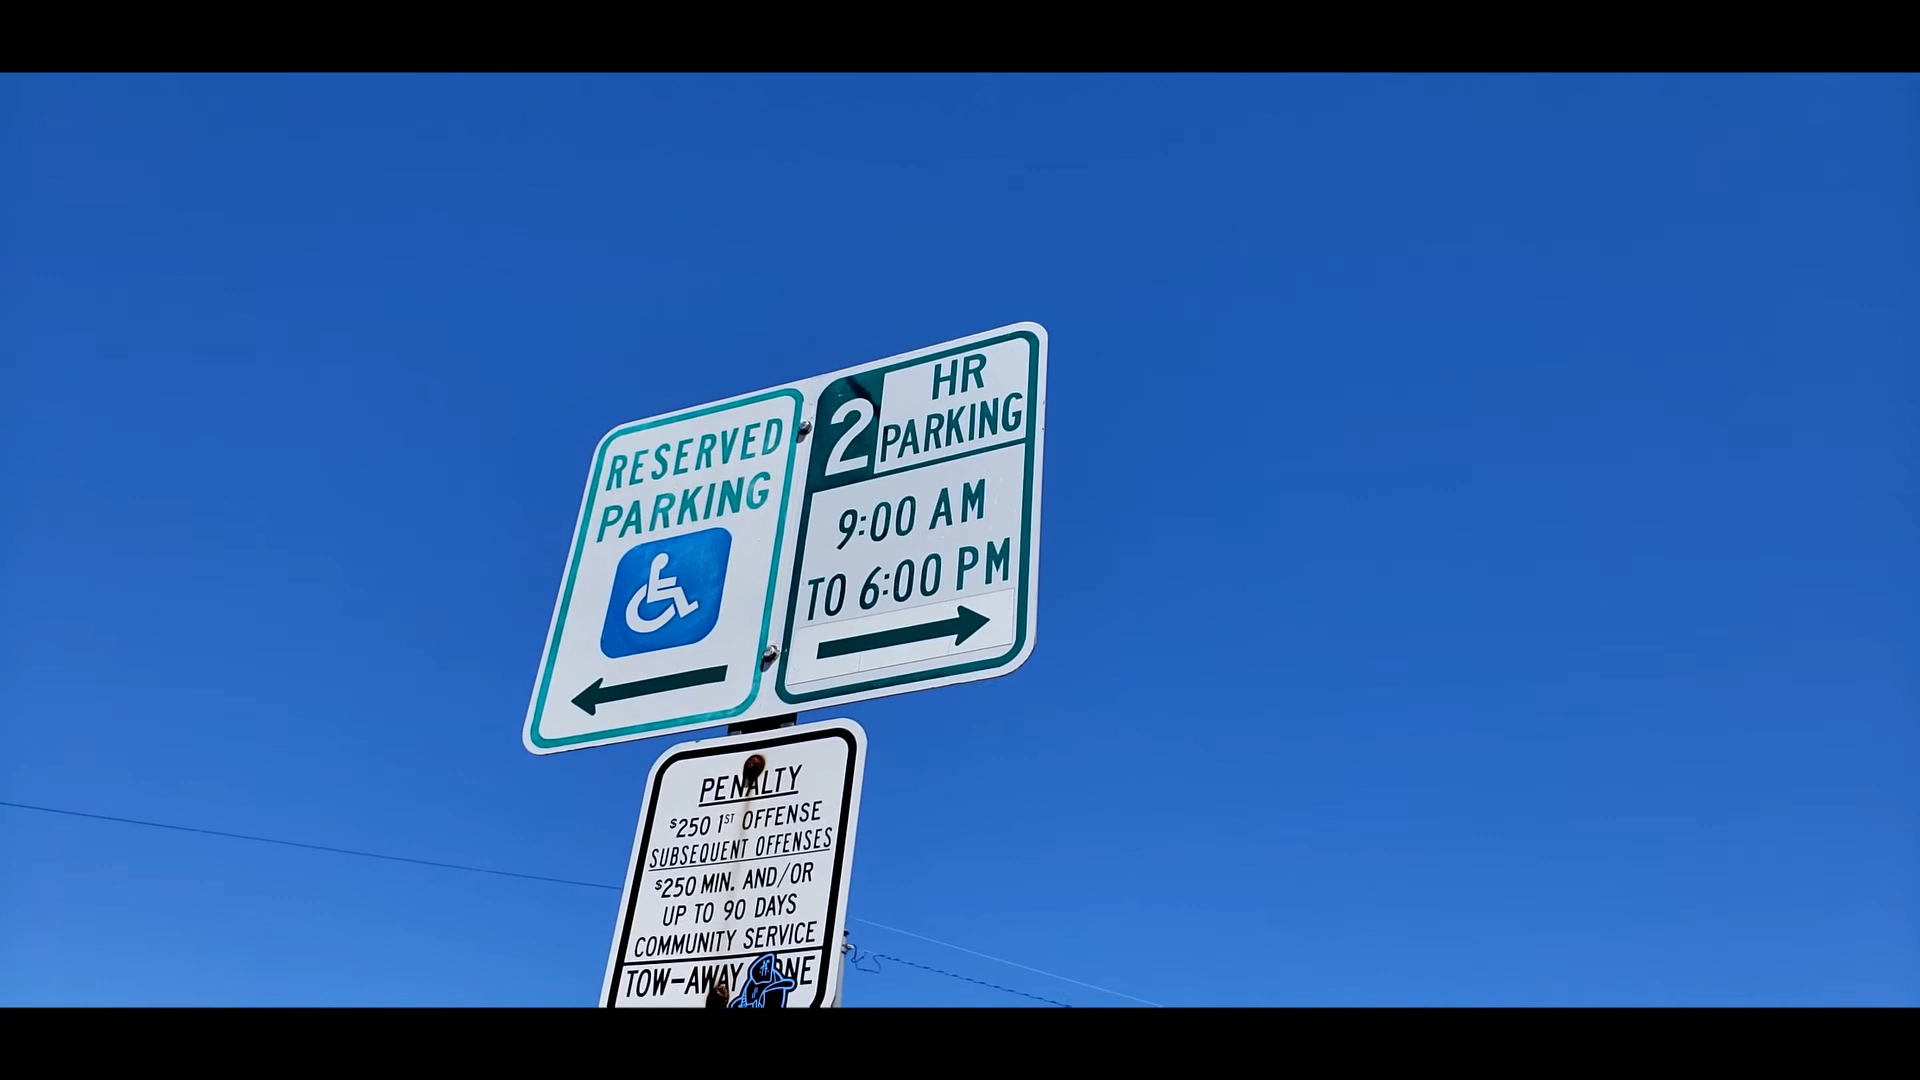 RESERVED
PARKING
2 HR
PARKING
9:00 AM
TO 6:00 PM
PENALTY
$250 1ST OFFENSE
SUBSEQUENT OFFENSES
$250 MIN. AND/OR
UP TO 90 DAYS
COMMUNITY SERVICE
TOW-AWAY ZONE